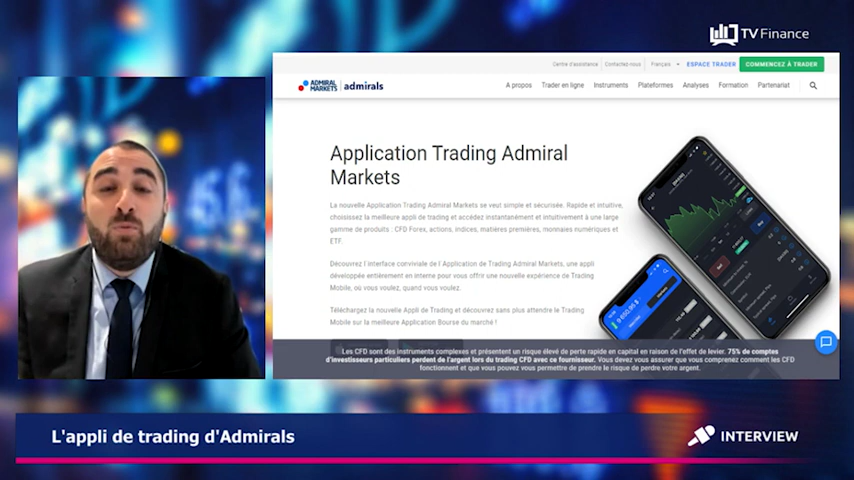 TV Finance
Centre d'assistance
Contactez-nous
Français
ESPACE TRADER
COMMENCEZ À TRADER
ADMIRAL
MARKETS
admirals
A propos
Trader en ligne
Instruments
Plateformes
Analyses
Formation
Partenariat
Application Trading Admiral
Markets
La nouvelle Application Trading Admiral Markets se veut simple et sécurisée. Rapide et intuitive,
choisissez la meilleure appli de trading et accédez instantanément et intuitivement à une large
gamme de produits : CFD Forex, actions, indices, matières premières, monnaies numériques et
ETF.
Découvrez l'interface conviviale de l'Application de Trading Admiral Markets, une appli
développée entièrement en interne pour vous offrir une nouvelle expérience de Trading
Mobile, où vous voulez, quand vous voulez.
Téléchargez la nouvelle Appli de Trading et découvrez sans plus attendre le Trading
Mobile sur la meilleure Application Bourse du marché !
Les CFD sont des instruments complexes et présentent un risque élevé de perte rapide en capital en raison de l'effet de levier. 75% de comptes
d'investisseurs particuliers perdent de l'argent lors du trading CFD avec ce fournisseur. Vous devez vous assurer que vous comprenez comment les CFD
fonctionnent et que vous pouvez vous permettre de prendre le risque de perdre votre argent.
L'appli de trading d'Admirals
INTERVIEW